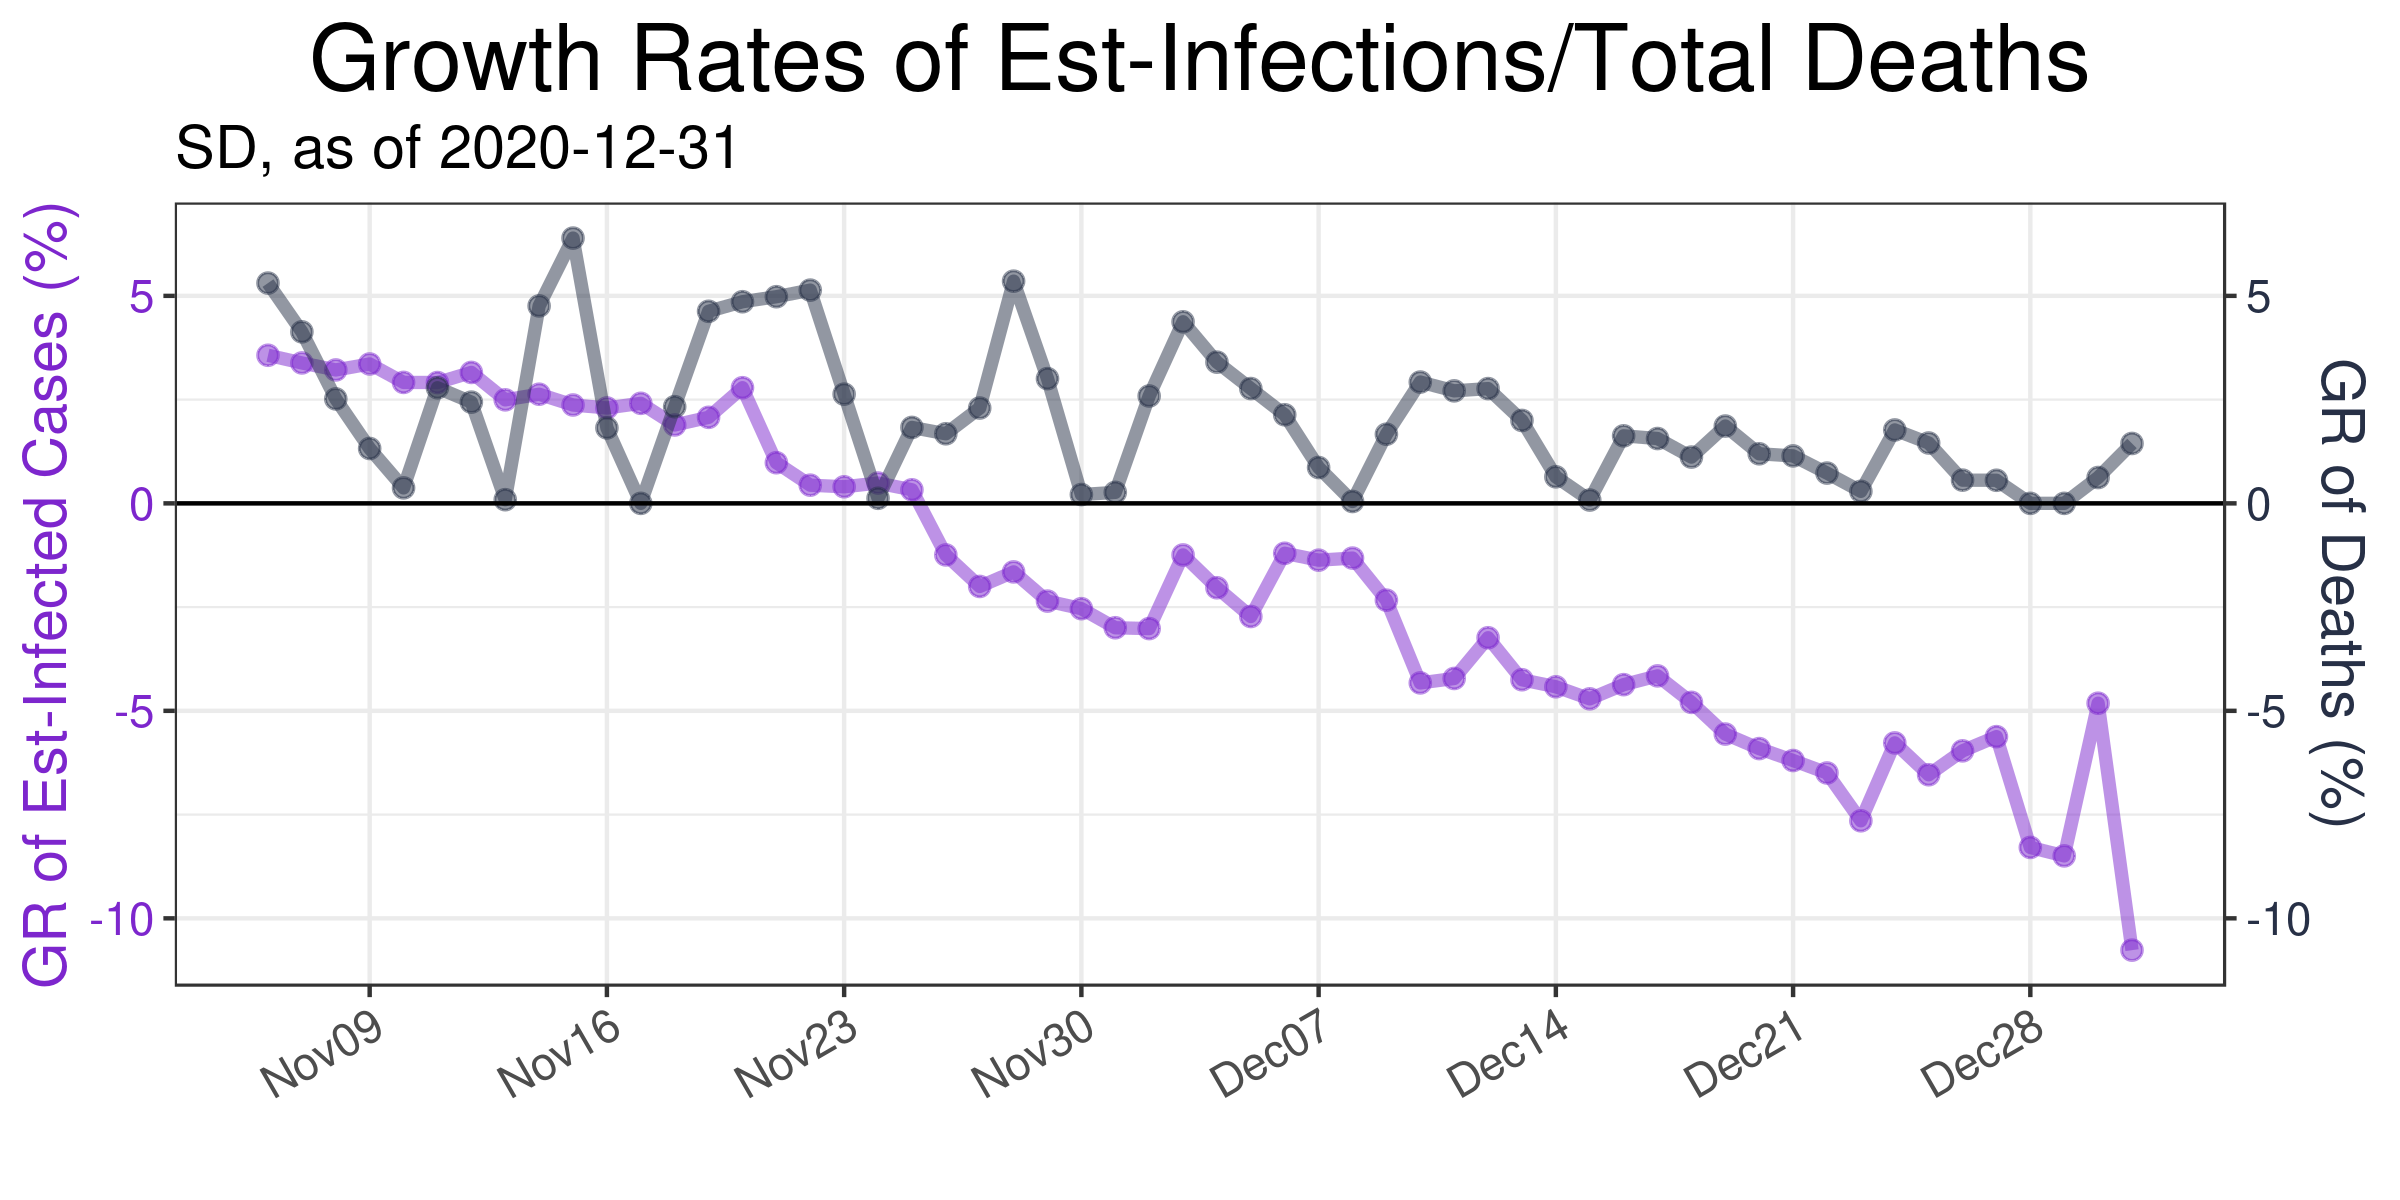 Growth Rates of Est-Infections/Total Deaths
SD, as of 2020-12-31
GR of Est-Infected Cases (%)
5
0
-5
-10
5
0
-5
-10
GR of Deaths (%)
Nov09
Nov16
Nov23
Nov30
Dec07
Dec14
Dec21
Dec28